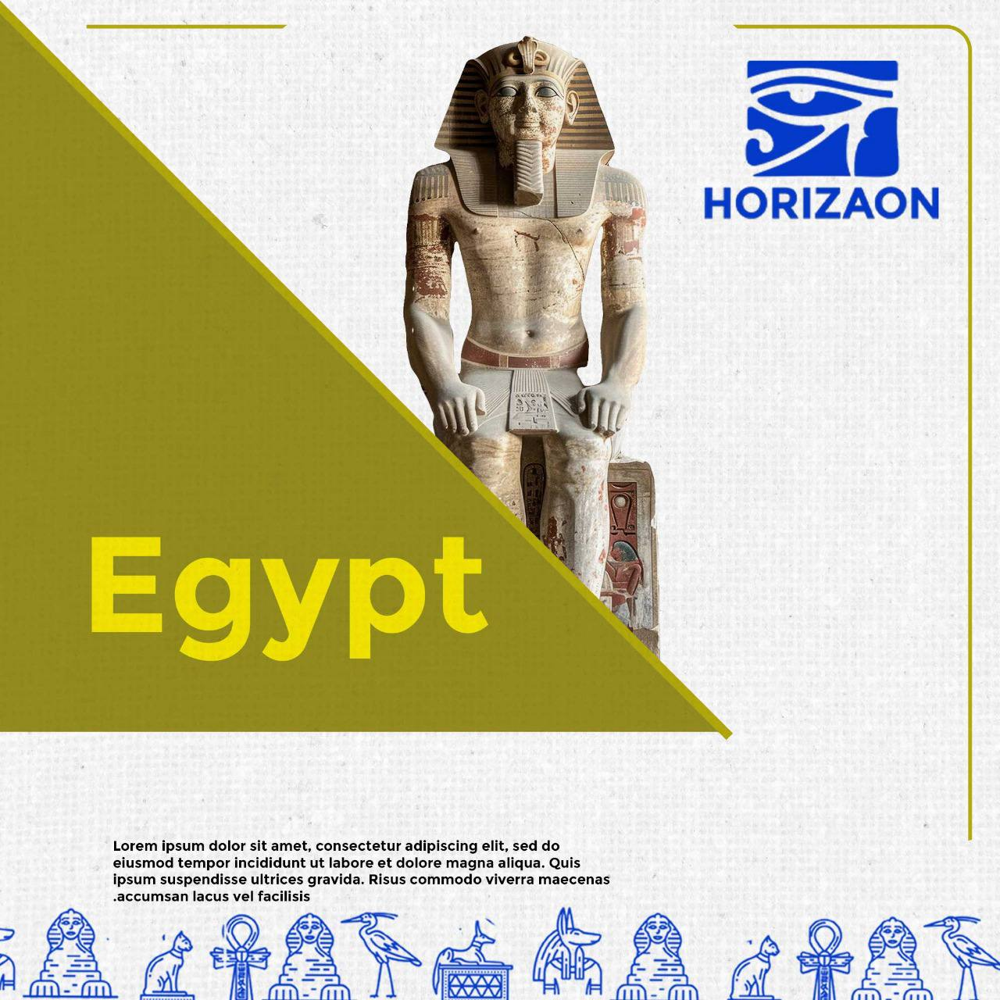 HORIZAON
Egypt
Lorem ipsum dolor sit amet, consectetur adipiscing elit, sed do
eiusmod tempor incididunt ut labore et dolore magna aliqua. Quis
ipsum suspendisse ultrices gravida. Risus commodo viverra maecenas
.accumsan lacus vel facilisis